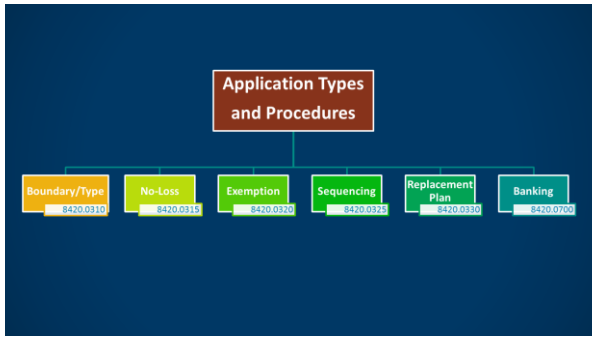 Application Types
and Procedures
Boundary/Type
8420.0310
No-Loss
8420.0315
Exemption
8420.0320
Sequencing
8420.0325
Replacement
Plan
8420.0330
Banking
8420.0700